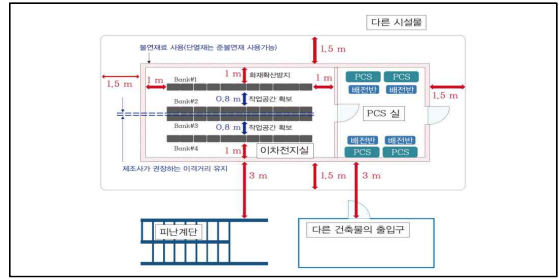 다른 시설물
불연재료 사용(단열재는 준불연재 사용가능)
1,5 m
1,5 m
1 m
Bank#1
1 m
화재확산방지
1 m
PCS
PCS
배전반
배전반
1,5 m
Bank#2
0,8 m
작업공간 확보
PCS 실
Bank#3
0,8 m
작업공간 확보
배전반
배전반
PCS
PCS
Bank#4
1 m
이차전지실
제조사가 권장하는 이격거리 유지
3 m
1,5 m
3 m
피난계단
다른 건축물의 출입구